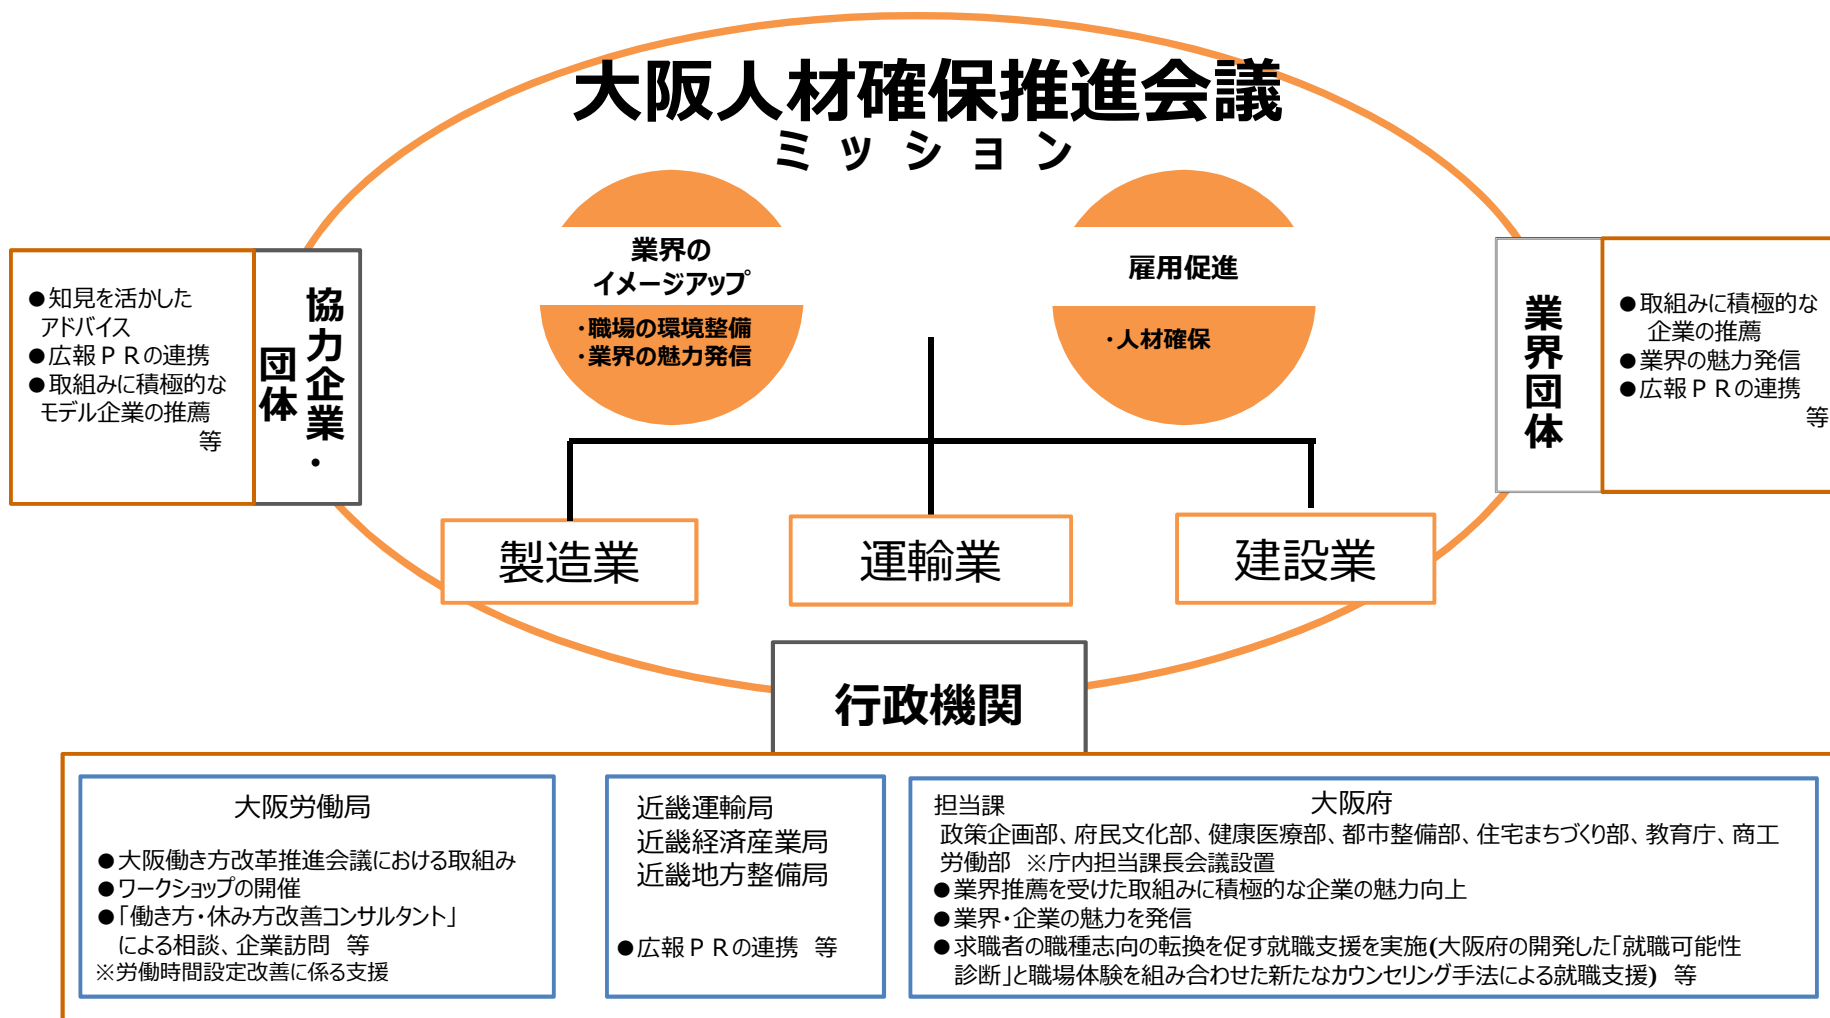 大阪人材確保推進会議
ミッション
業界の
イメージアップ
・職場の環境整備
・業界の魅力発信
雇用促進
・人材確保
●知見を活かした
アドバイス
●広報ＰＲの連携
●取組みに積極的な
モデル企業の推薦
等
協力企業・
団体
業界団体
●取組みに積極的な
企業の推薦
●業界の魅力発信
●広報ＰＲの連携
等
製造業
運輸業
建設業
行政機関
大阪労働局
●大阪働き方改革推進会議における取組み
●ワークショップの開催
●「働き方・休み方改善コンサルタント」
による相談、企業訪問　等
※労働時間設定改善に係る支援
近畿運輸局
近畿経済産業局
近畿地方整備局
●広報ＰＲの連携　等
担当課
大阪府
政策企画部、府民文化部、健康医療部、都市整備部、住宅まちづくり部、教育庁、商工
労働部　※庁内担当課長会議設置
●業界推薦を受けた取組みに積極的な企業の魅力向上
●業界・企業の魅力を発信
●求職者の職種志向の転換を促す就職支援を実施(大阪府の開発した「就職可能性
診断」と職場体験を組み合わせた新たなカウンセリング手法による就職支援)　等